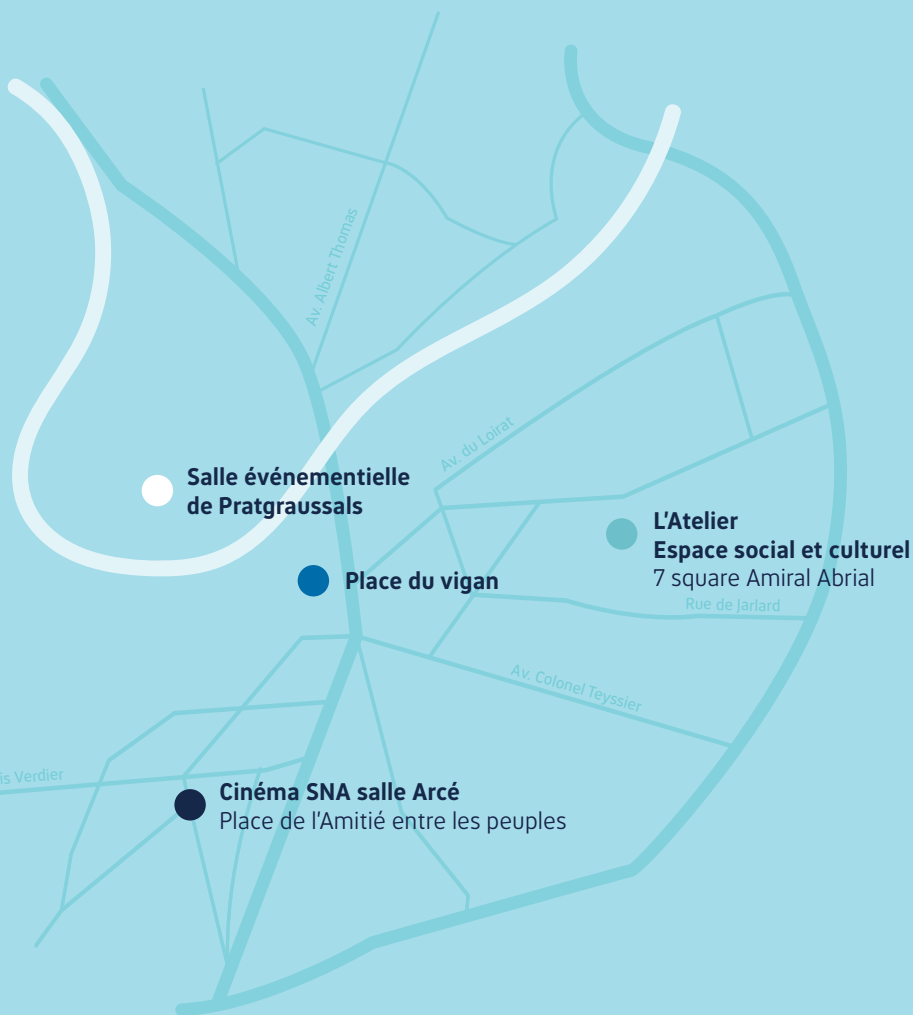 Av. Albert Thomas
Av. du Loirat
Salle événementielle
de Pratgraussals
L'Atelier
Espace social et culturel
7 square Amiral Abrial
Place du vigan
Rue de Jarlard
Av. Colonel Teyssier
is Verdier
Cinéma SNA salle Arcé
Place de l'Amitié entre les peuples